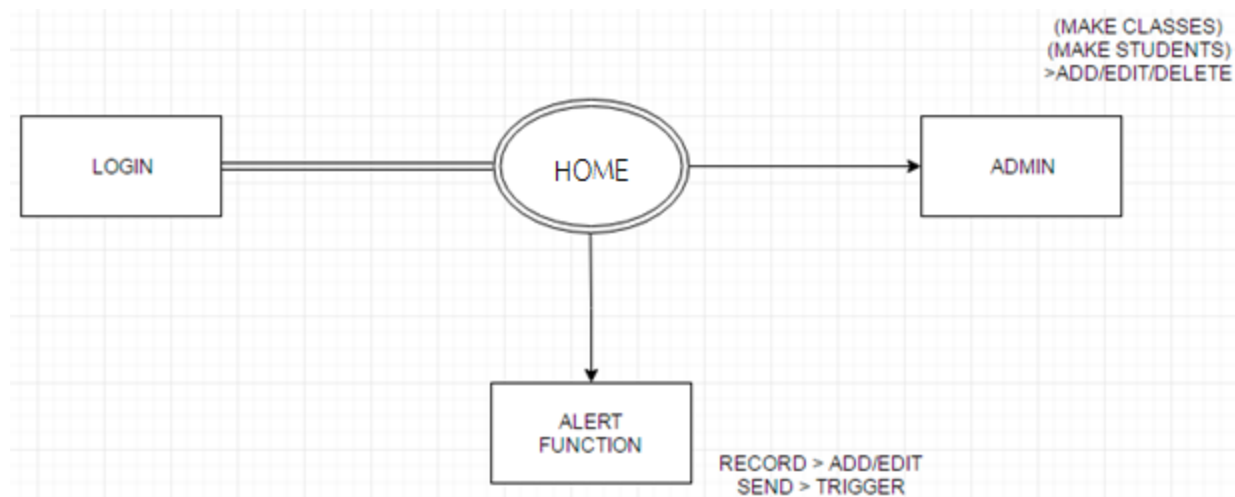 (MAKE CLASSES)
(MAKE STUDENTS)
>ADD/EDIT/DELETE
LOGIN
HOME
ADMIN
ALERT
FUNCTION
RECORD > ADD/EDIT
SEND > TRIGGER